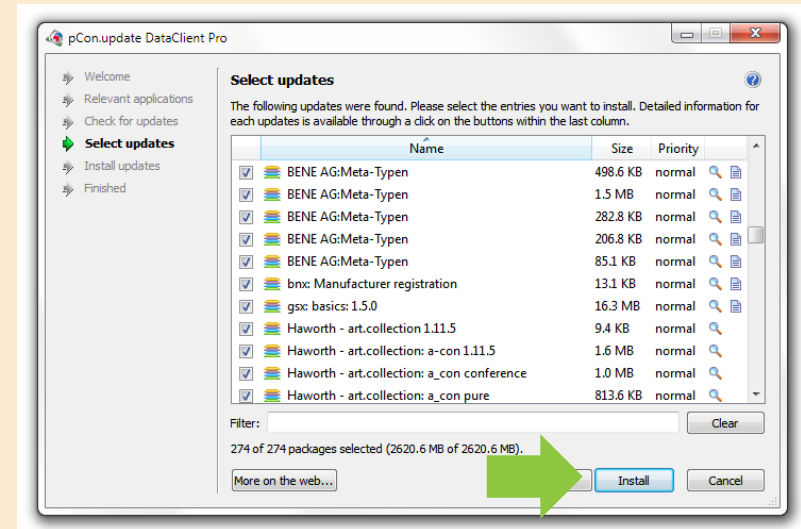 pCon.update DataClient Pro
Welcome
Relevant applications
Check for updates
Select updates
Install updates
Finished
Select updates
The following updates were found. Please select the entries you want to install. Detailed information for
each updates is available through a click on the buttons within the last column.
Name Size Priority
BENE AG:Meta-Typen 498.6 KB normal
BENE AG:Meta-Typen 1.5 MB normal
BENE AG:Meta-Typen 282.8 KB normal
BENE AG:Meta-Typen 206.8 KB normal
BENE AG:Meta-Typen 85.1 KB normal
bnx: Manufacturer registration 13.1 KB normal
gsx: basics: 1.5.0 16.3 MB normal
Haworth - art.collection 1.11.5 9.4 KB normal
Haworth - art.collection: a-con 1.11.5 1.6 MB normal
Haworth - art.collection: a_con conference 1.0 MB normal
Haworth - art.collection: a_con pure 813.6 KB normal
Filter: Clear
274 of 274 packages selected (2620.6 MB of 2620.6 MB).
More on the web... Install Cancel